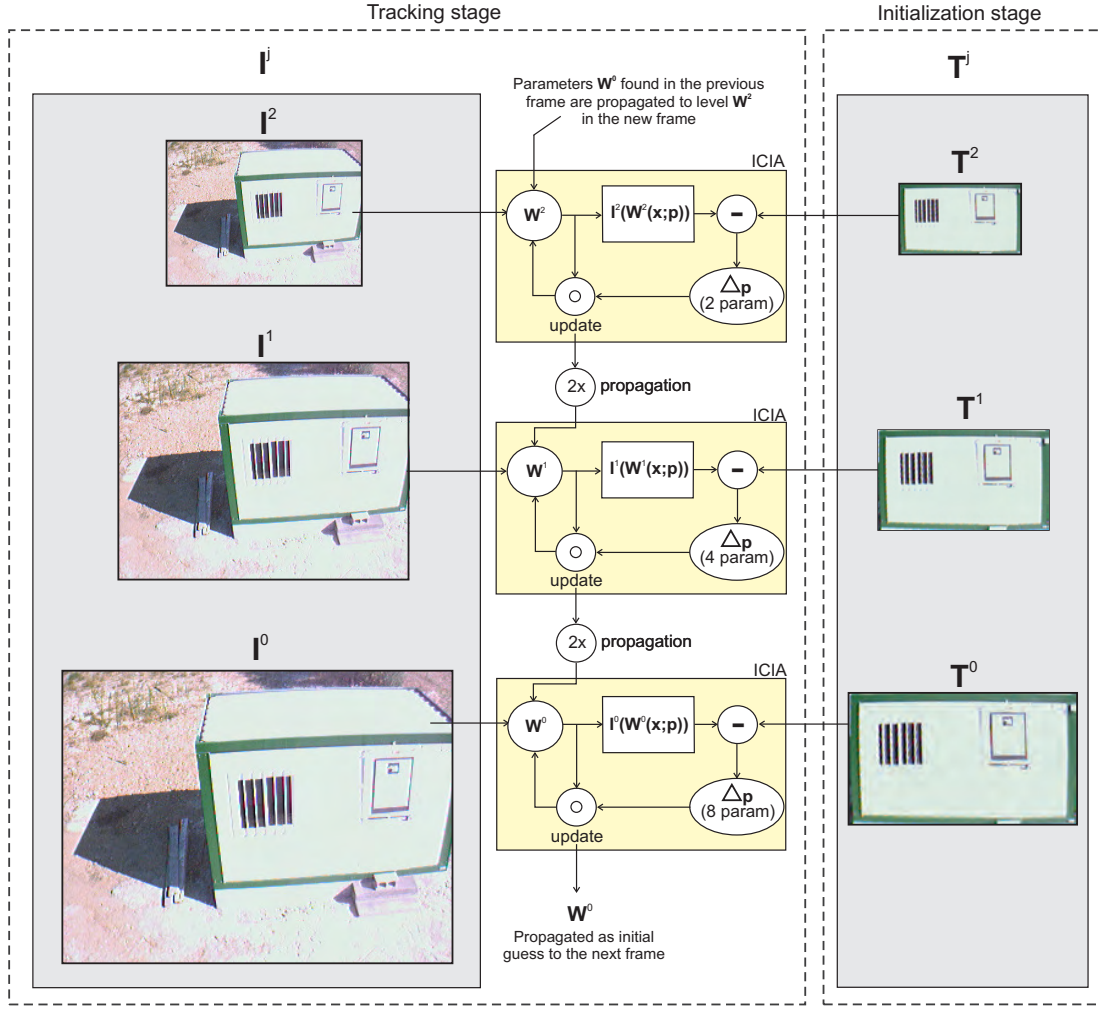 Tracking stage
Initialization stage
I^j
T^j
Parameters W^0 found in the previous
frame are propagated to level W^2
in the new frame
I^2
T^2
ICIA
W^2
I^2(W^2(x;p))
−
△p
(2 param)
update
I^1
2x
propagation
T^1
ICIA
W^1
I^1(W^1(x;p))
−
△p
(4 param)
update
I^0
2x
propagation
T^0
ICIA
W^0
I^0(W^0(x;p))
−
△p
(8 param)
update
W^0
Propagated as initial
guess to the next frame